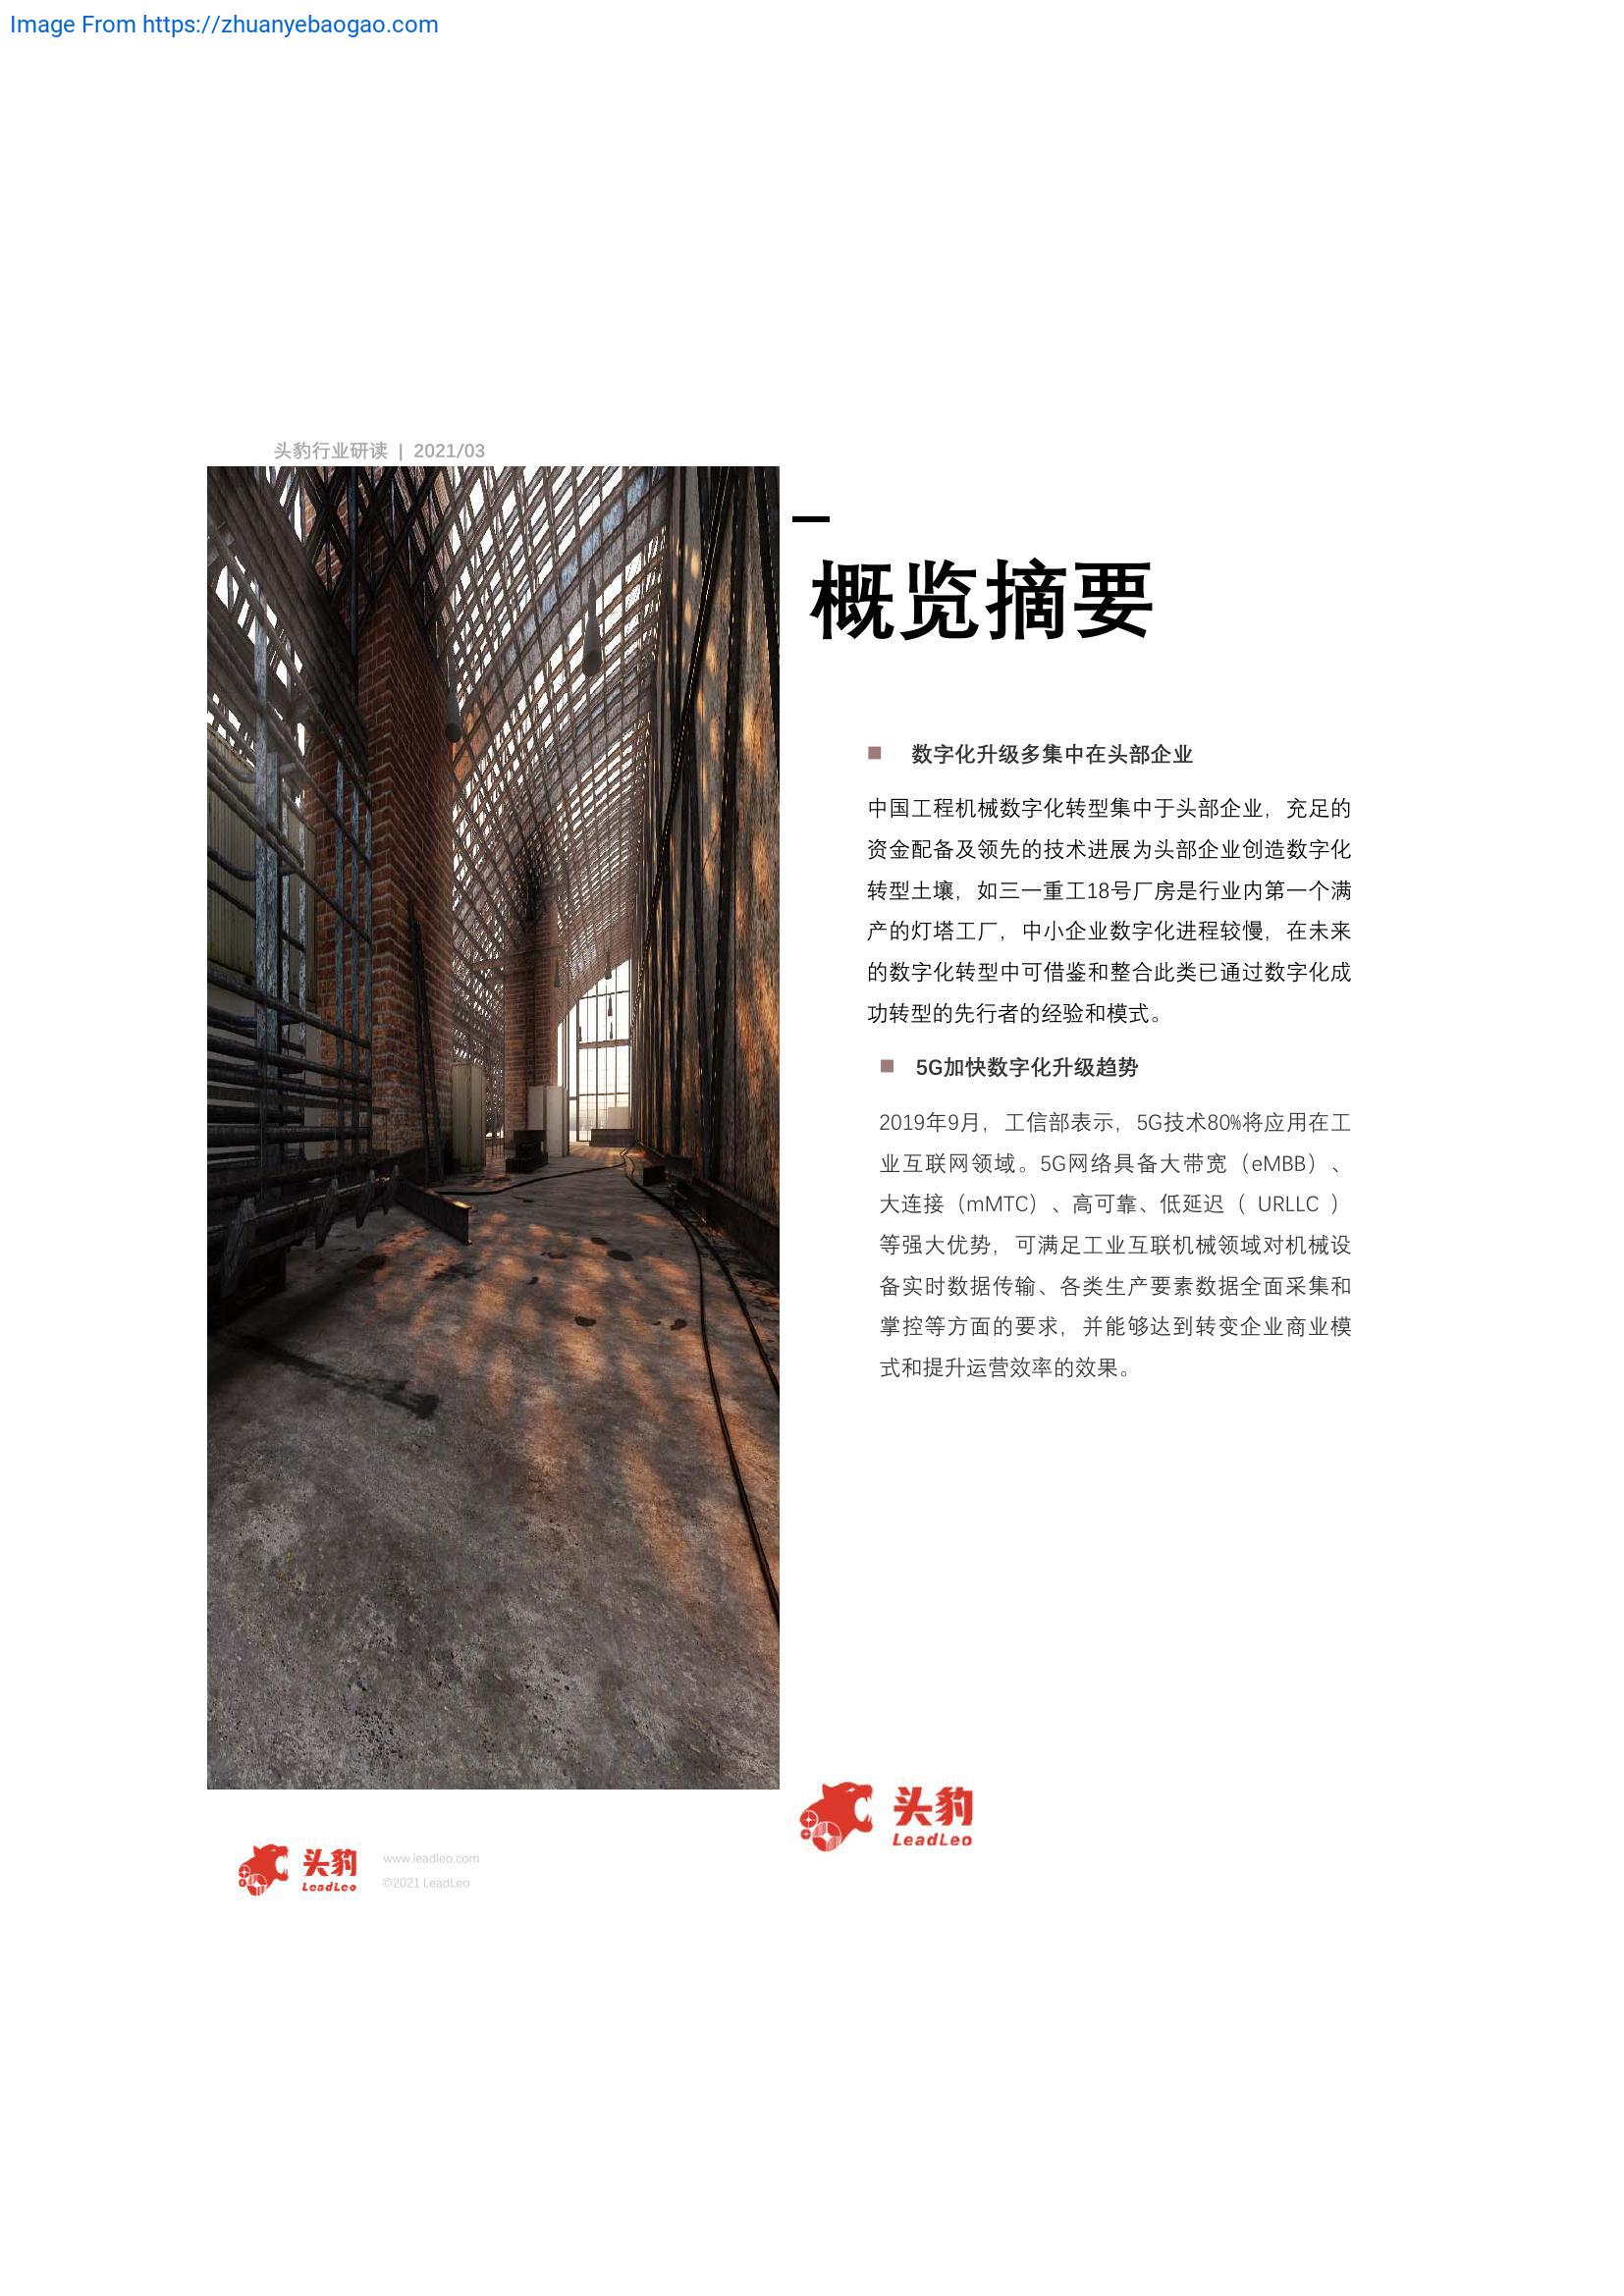 Image From https://zhuanyebaogao.com
头豹行业研读 | 2021/03
概览摘要
■ 数字化升级多集中在头部企业
中国工程机械数字化转型集中于头部企业，充足的
资金配备及领先的技术进展为头部企业创造数字化
转型土壤，如三一重工18号厂房是行业内第一个满
产的灯塔工厂，中小企业数字化进程较慢，在未来
的数字化转型中可借鉴和整合此类已通过数字化成
功转型的先行者的经验和模式。
■ 5G加快数字化升级趋势
2019年9月，工信部表示，5G技术80%将应用在工
业互联网领域。5G网络具备大带宽（eMBB）、
大连接（mMTC）、高可靠、低延迟（ URLLC ）
等强大优势，可满足工业互联机械领域对机械设
备实时数据传输、各类生产要素数据全面采集和
掌控等方面的要求，并能够达到转变企业商业模
式和提升运营效率的效果。
头豹
LeadLeo
头豹
LeadLeo
www.leadleo.com
©2021 LeadLeo